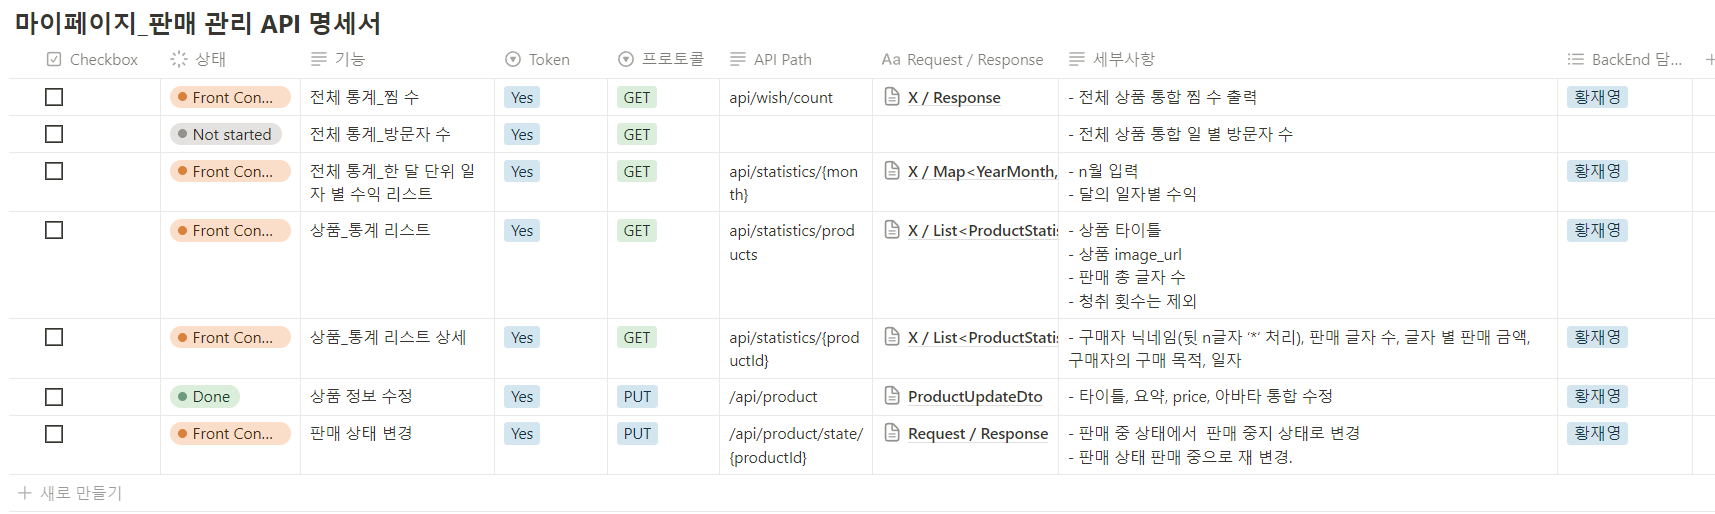 마이페이지_판매 관리 API 명세서
Checkbox 상태 기능 Token 프로토콜 API Path Aa Request / Response 세부사항 BackEnd 담...
Front Con... 전체 통계_찜 수 Yes GET api/wish/count X / Response - 전체 상품 통합 찜 수 출력 황재영
Not started 전체 통계_방문자 수 Yes GET - 전체 상품 통합 일 별 방문자 수
Front Con... 전체 통계_한 달 단위 일 Yes GET api/statistics/{mon X / Map<YearMonth, - n월 입력 황재영
자 별 수익 리스트 th} - 달의 일자별 수익
Front Con... 상품_통계 리스트 Yes GET api/statistics/prod X / List<ProductStatis - 상품 타이틀 황재영
ucts - 상품 image_url
- 판매 총 글자 수
- 청취 횟수는 제외
Front Con... 상품_통계 리스트 상세 Yes GET api/statistics/{pro X / List<ProductStatis - 구매자 닉네임(뒷 n글자 '*' 처리), 판매 글자 수, 글자 별 판매 금액, 황재영
ductId} 구매자의 구매 목적, 일자
Done 상품 정보 수정 Yes PUT /api/product ProductUpdateDto - 타이틀, 요약, price, 아바타 통합 수정 황재영
Front Con... 판매 상태 변경 Yes PUT /api/product/state/ Request / Response - 판매 중 상태에서 판매 중지 상태로 변경 황재영
{productId} - 판매 상태 판매 중으로 재 변경.
+ 새로 만들기